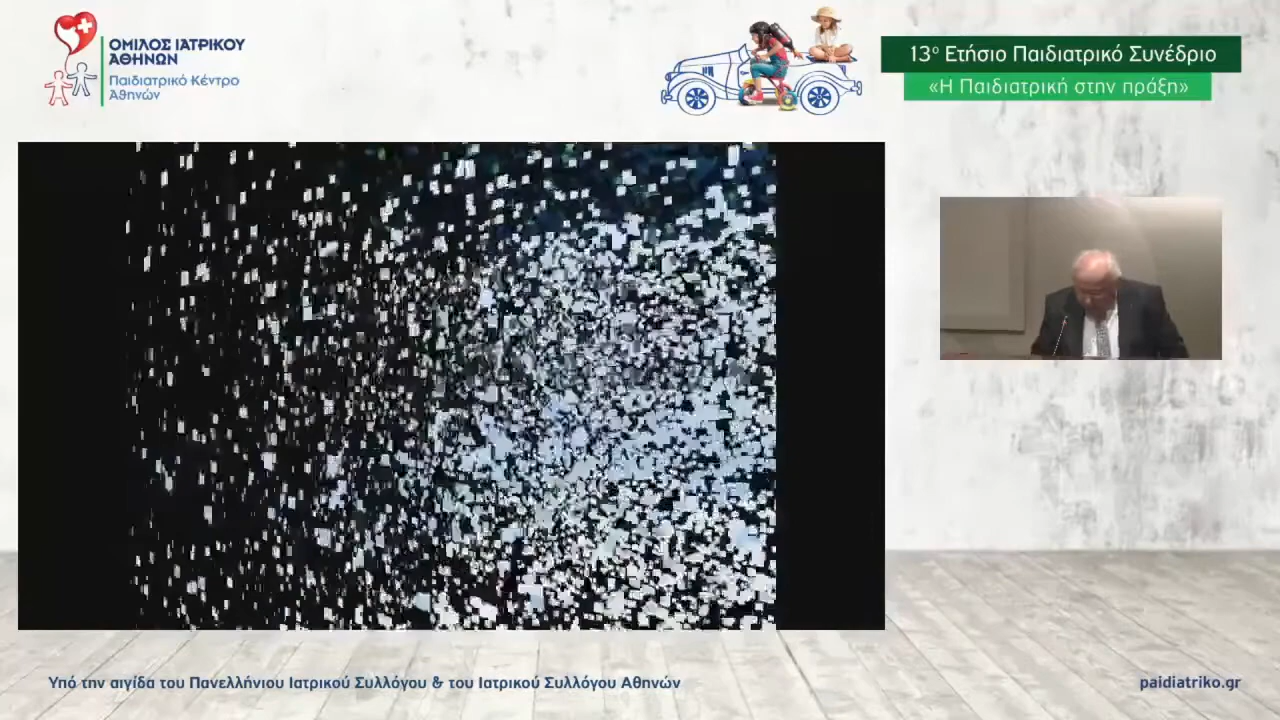 ΟΜΙΛΟΣ ΙΑΤΡΙΚΟΥ
ΑΘΗΝΩΝ
Παιδιατρικό Κέντρο
Αθηνών
13º Ετήσιο Παιδιατρικό Συνέδριο
«Η Παιδιατρική στην πράξη»
Υπό την αιγίδα του Πανελλήνιου Ιατρικού Συλλόγου & του Ιατρικού Συλλόγου Αθηνών
paidiatriko.gr